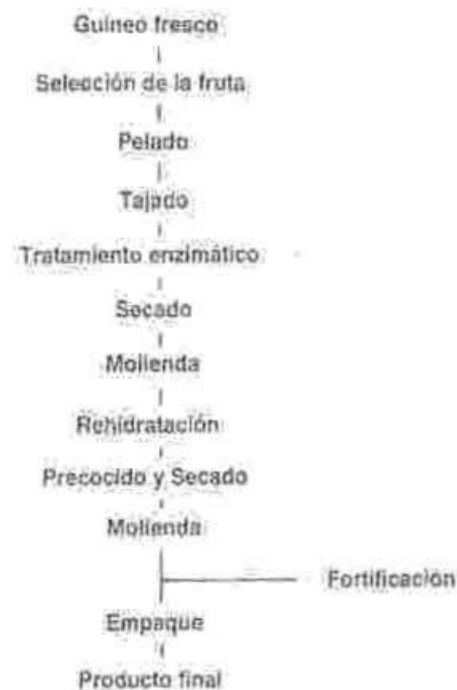 Guineo fresco
Selección de la fruta
Pelado
Tajado
Tratamiento enzimático
Secado
Molienda
Rehidratación
Precocido y Secado
Molienda
Fortificación
Empaque
Producto final